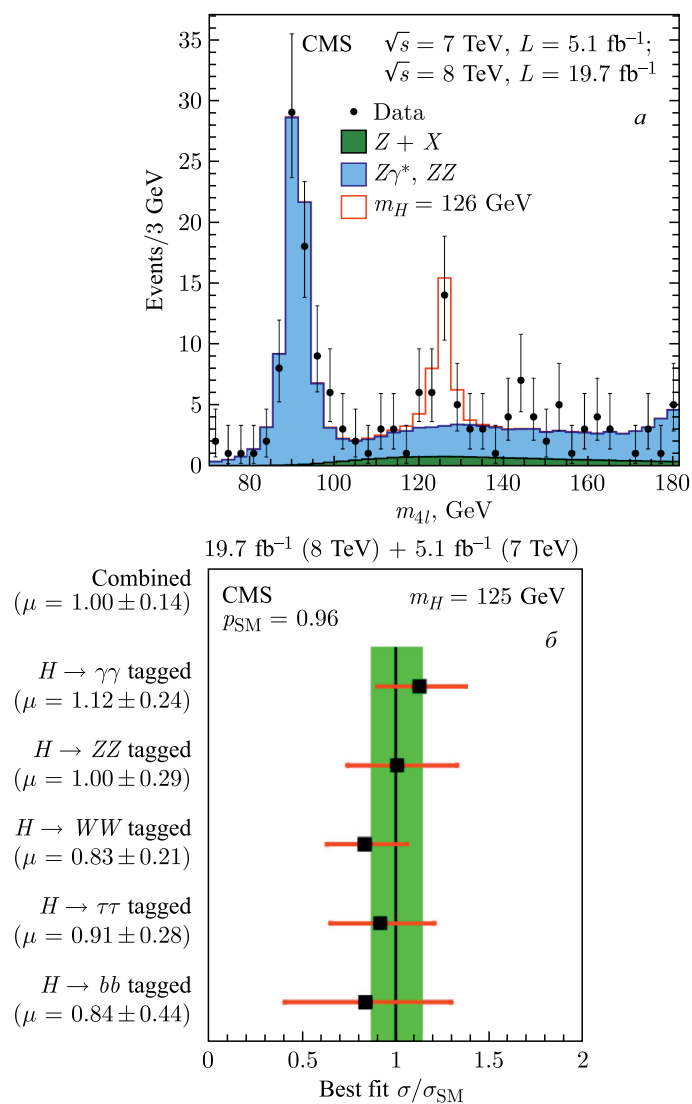 CMS √s = 7 TeV, L = 5.1 fb⁻¹;
√s = 8 TeV, L = 19.7 fb⁻¹
а
Data
Z + X
Zγ*, ZZ
m_H = 126 GeV
Events/3 GeV
35
30
25
20
15
10
5
0
80 100 120 140 160 180
m_4l, GeV
19.7 fb⁻¹ (8 TeV) + 5.1 fb⁻¹ (7 TeV)
Combined
(μ = 1.00 ± 0.14)
CMS m_H = 125 GeV
p_SM = 0.96
б
H → γγ tagged
(μ = 1.12 ± 0.24)
H → ZZ tagged
(μ = 1.00 ± 0.29)
H → WW tagged
(μ = 0.83 ± 0.21)
H → ττ tagged
(μ = 0.91 ± 0.28)
H → bb tagged
(μ = 0.84 ± 0.44)
0 0.5 1 1.5 2
Best fit σ/σ_SM